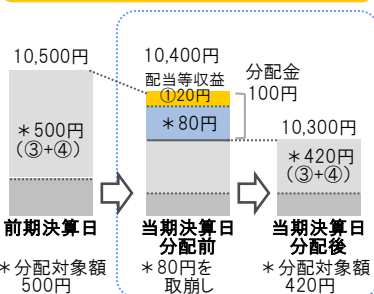 10,500円
＊500円
（③+④）
前期決算日
＊分配対象額
500円
10,400円
配当等収益
①20円
＊80円
分配金
100円
当期決算日
分配前
＊80円を
取崩し
10,300円
＊420円
（③+④）
当期決算日
分配後
＊分配対象額
420円